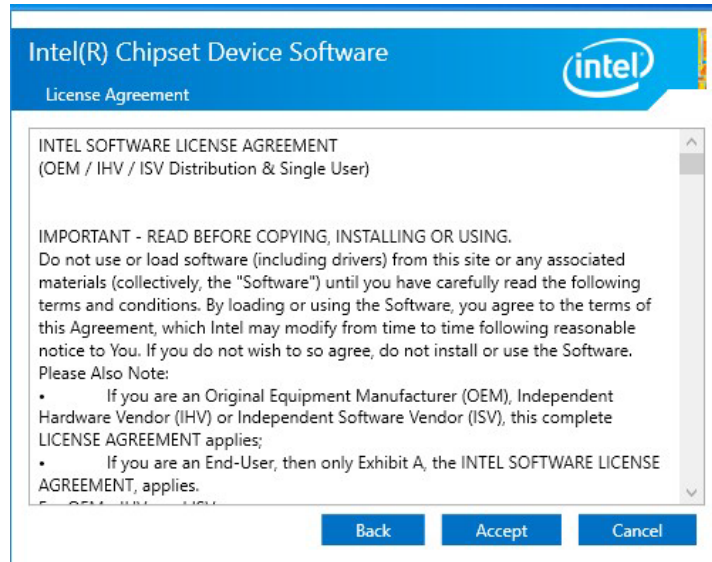 Intel(R) Chipset Device Software
intel
License Agreement
INTEL SOFTWARE LICENSE AGREEMENT
(OEM / IHV / ISV Distribution & Single User)
IMPORTANT - READ BEFORE COPYING, INSTALLING OR USING.
Do not use or load software (including drivers) from this site or any associated
materials (collectively, the "Software") until you have carefully read the following
terms and conditions. By loading or using the Software, you agree to the terms of
this Agreement, which Intel may modify from time to time following reasonable
notice to You. If you do not wish to so agree, do not install or use the Software.
Please Also Note:
• If you are an Original Equipment Manufacturer (OEM), Independent
Hardware Vendor (IHV) or Independent Software Vendor (ISV), this complete
LICENSE AGREEMENT applies;
• If you are an End-User, then only Exhibit A, the INTEL SOFTWARE LICENSE
AGREEMENT, applies.
Back Accept Cancel